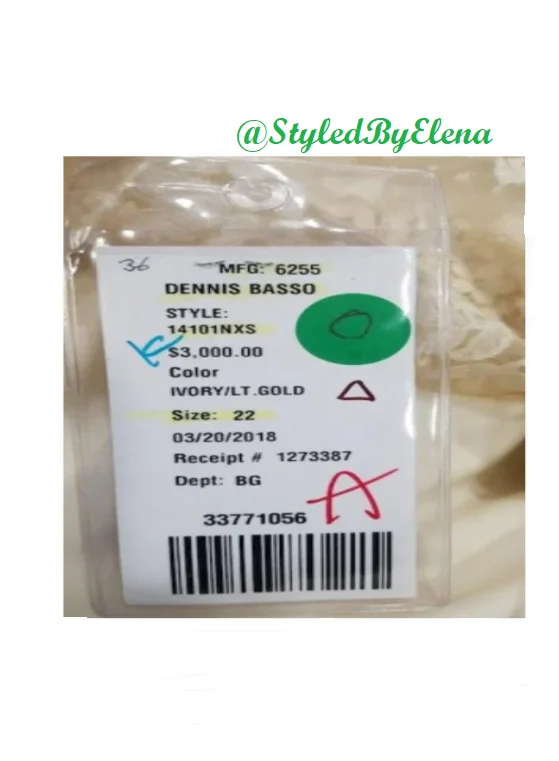 @StyledByElena
36
MFG: 6255
DENNIS BASSO
STYLE:
14101NXS
$3,000.00
Color
IVORY/LT.GOLD
Size: 22
03/20/2018
Receipt # 1273387
Dept: BG
A
33771056